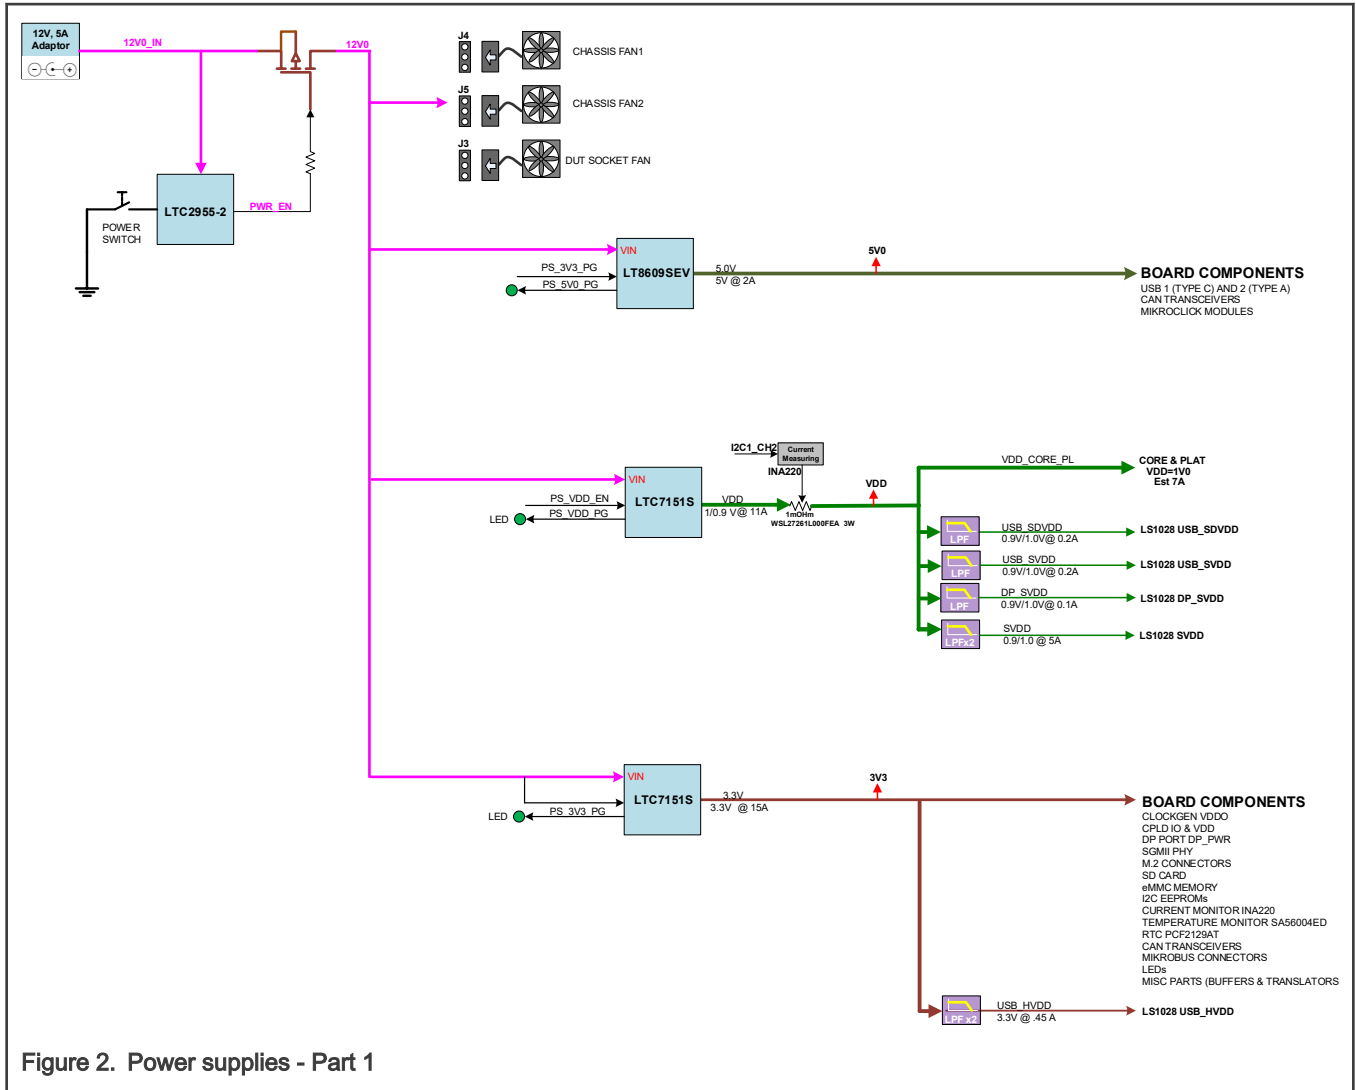 12V, 5A
Adaptor
12V0_IN
12V0
J4
CHASSIS FAN1
J5
CHASSIS FAN2
J3
DUT SOCKET FAN
LTC2955-2
PWR_EN
POWER
SWITCH
VIN
LT8609SEV
PS_3V3_PG
PS_5V0_PG
5.0V
5V @ 2A
5V0
BOARD COMPONENTS
USB 1 (TYPE C) AND 2 (TYPE A)
CAN TRANSCEIVERS
MIKROCLICK MODULES
I2C1_CH2
Current
Measuring
INA220
VIN
LTC7151S
PS_VDD_EN
LED
PS_VDD_PG
VDD
1/0.9 V@ 11A
1mOHm
WSL27261L000FEA 3W
VDD
VDD_CORE_PL
CORE & PLAT
VDD=1V0
Est 7A
LPF
USB_SDVDD
0.9V/1.0V@ 0.2A
LS1028 USB_SDVDD
LPF
USB_SVDD
0.9V/1.0V@ 0.2A
LS1028 USB_SVDD
LPF
DP_SVDD
0.9V/1.0V@ 0.1A
LS1028 DP_SVDD
LPFx2
SVDD
0.9/1.0 @ 5A
LS1028 SVDD
VIN
LTC7151S
LED
PS_3V3_PG
3.3V
3.3V @ 15A
3V3
BOARD COMPONENTS
CLOCKGEN VDDO
CPLD IO & VDD
DP PORT DP_PWR
SGMII PHY
M.2 CONNECTORS
SD CARD
eMMC MEMORY
I2C EEPROMs
CURRENT MONITOR INA220
TEMPERATURE MONITOR SA56004ED
RTC PCF2129AT
CAN TRANSCEIVERS
MIKROBUS CONNECTORS
LEDs
MISC PARTS (BUFFERS & TRANSLATORS
LPF x2
USB_HVDD
3.3V @ .45 A
LS1028 USB_HVDD
Figure 2. Power supplies - Part 1